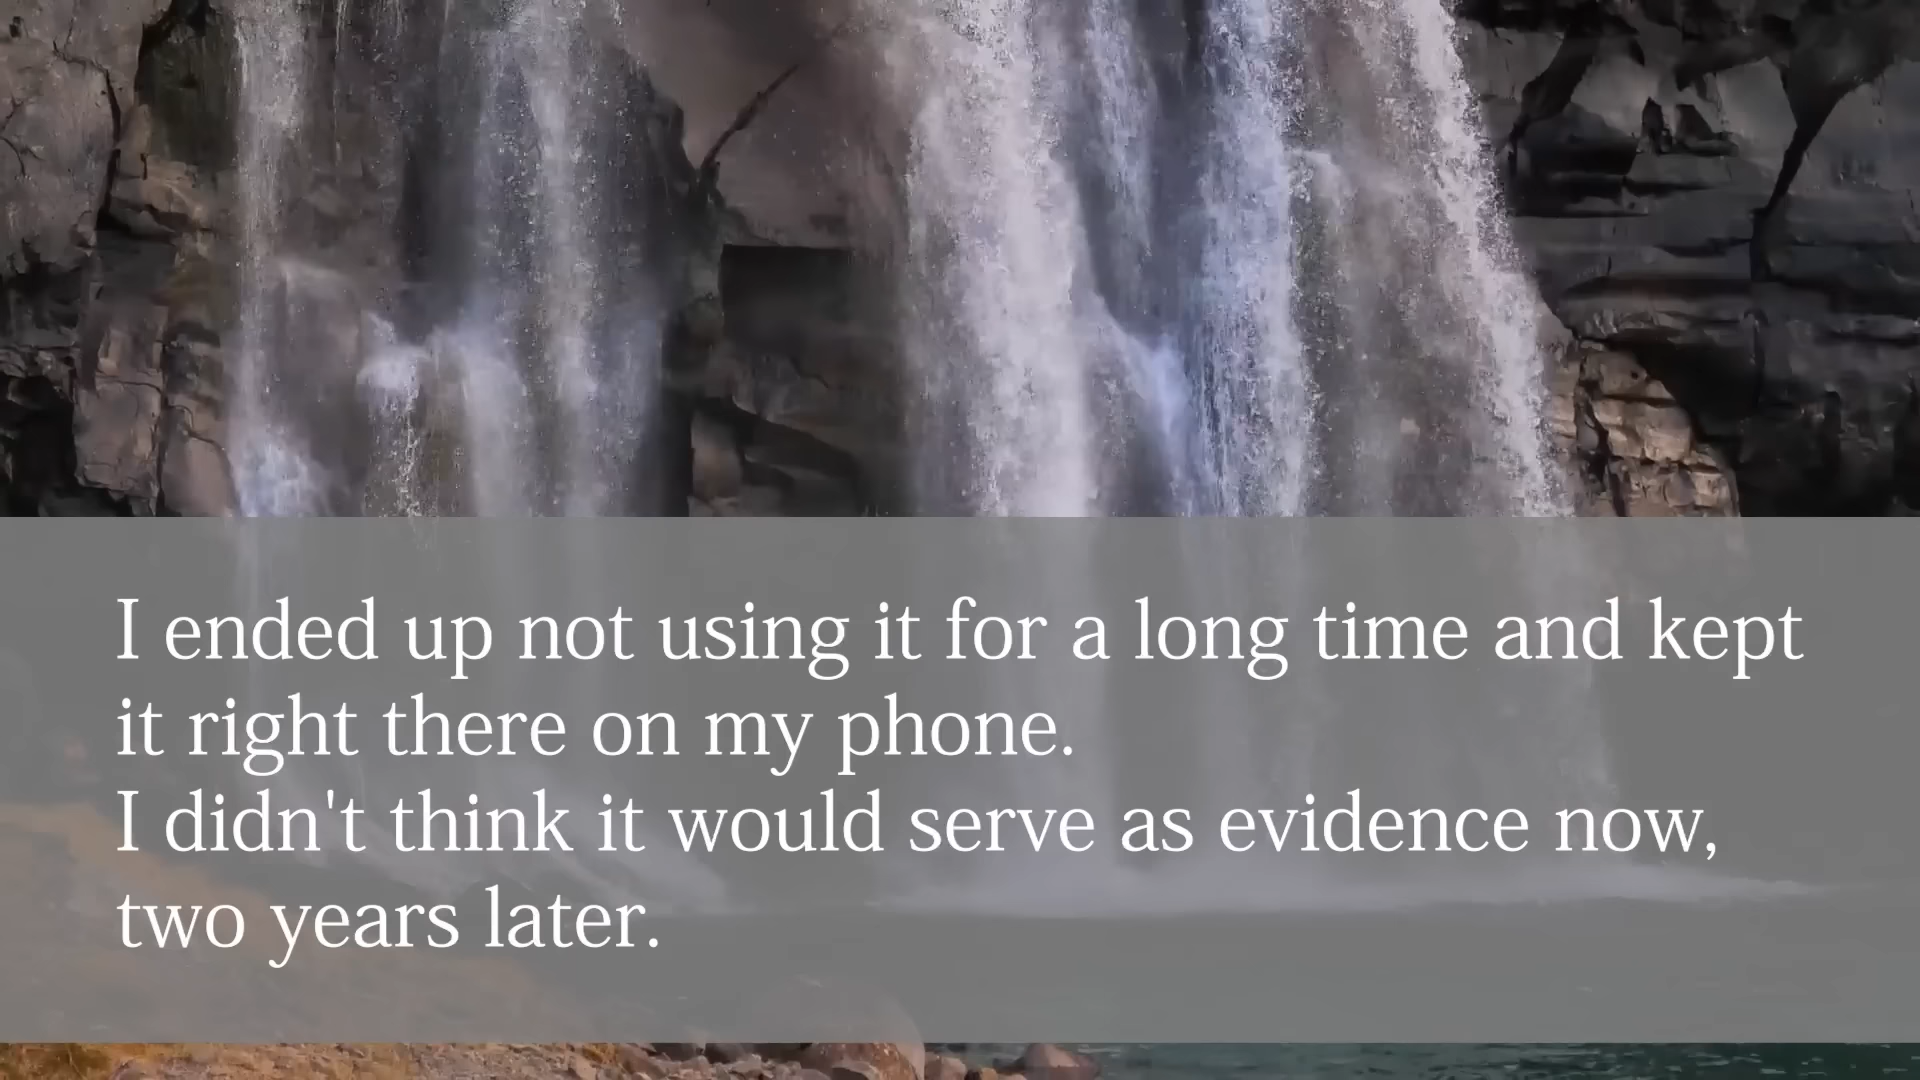 I ended up not using it for a long time and kept
it right there on my phone.
I didn't think it would serve as evidence now,
two years later.